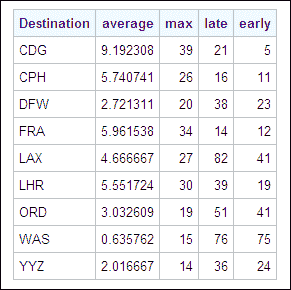 Destination average max late early
CDG 9.192308 39 21 5
CPH 5.740741 26 16 11
DFW 2.721311 20 38 23
FRA 5.961538 34 14 12
LAX 4.666667 27 82 41
LHR 5.551724 30 39 19
ORD 3.032609 19 51 41
WAS 0.635762 15 76 75
YYZ 2.016667 14 36 24